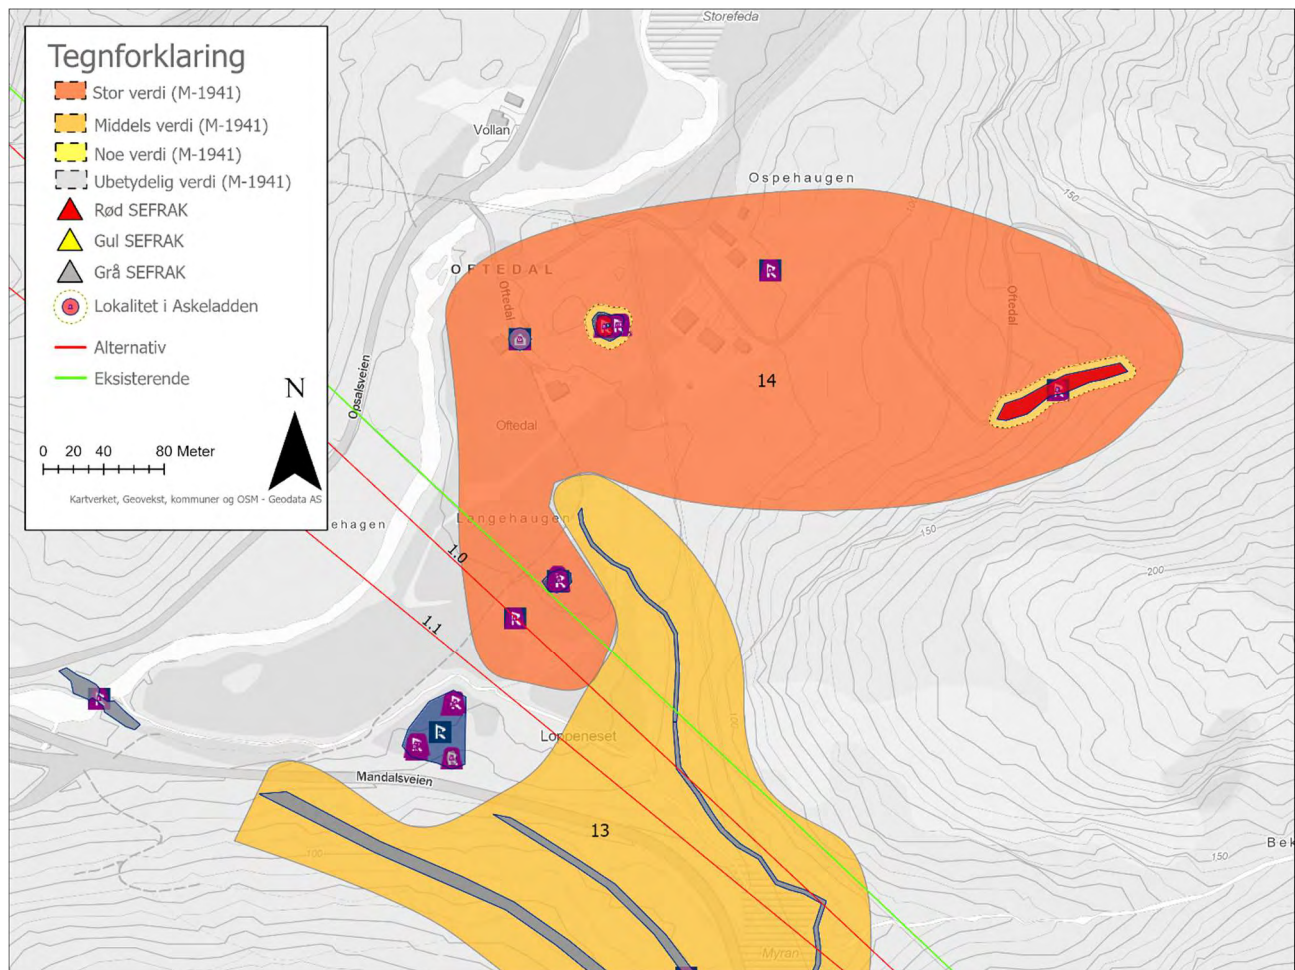 Storefeda
Tegnforklaring
Stor verdi (M-1941)
Middels verdi (M-1941)
Noe verdi (M-1941)
Ubetydelig verdi (M-1941)
Rød SEFRAK
Gul SEFRAK
Grå SEFRAK
Lokalitet i Askeladden
Alternativ
Eksisterende
N
0 20 40 80 Meter
Kartverket, Geovekst, kommuner og OSM - Geodata AS
Vollan
Ospehaugen
150
100
OFTEDAL
Oftedal
Oftedal
Opsalsveien
14
Oftedal
ehagen
Langehaugen
150
200
1.0
1.1
Mandalsveien
100
13
100
150
Bek
Myran